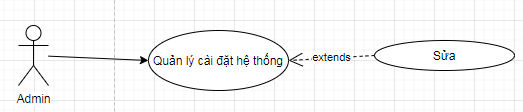 Quản lý cài đặt hệ thống
extends
Sửa
Admin